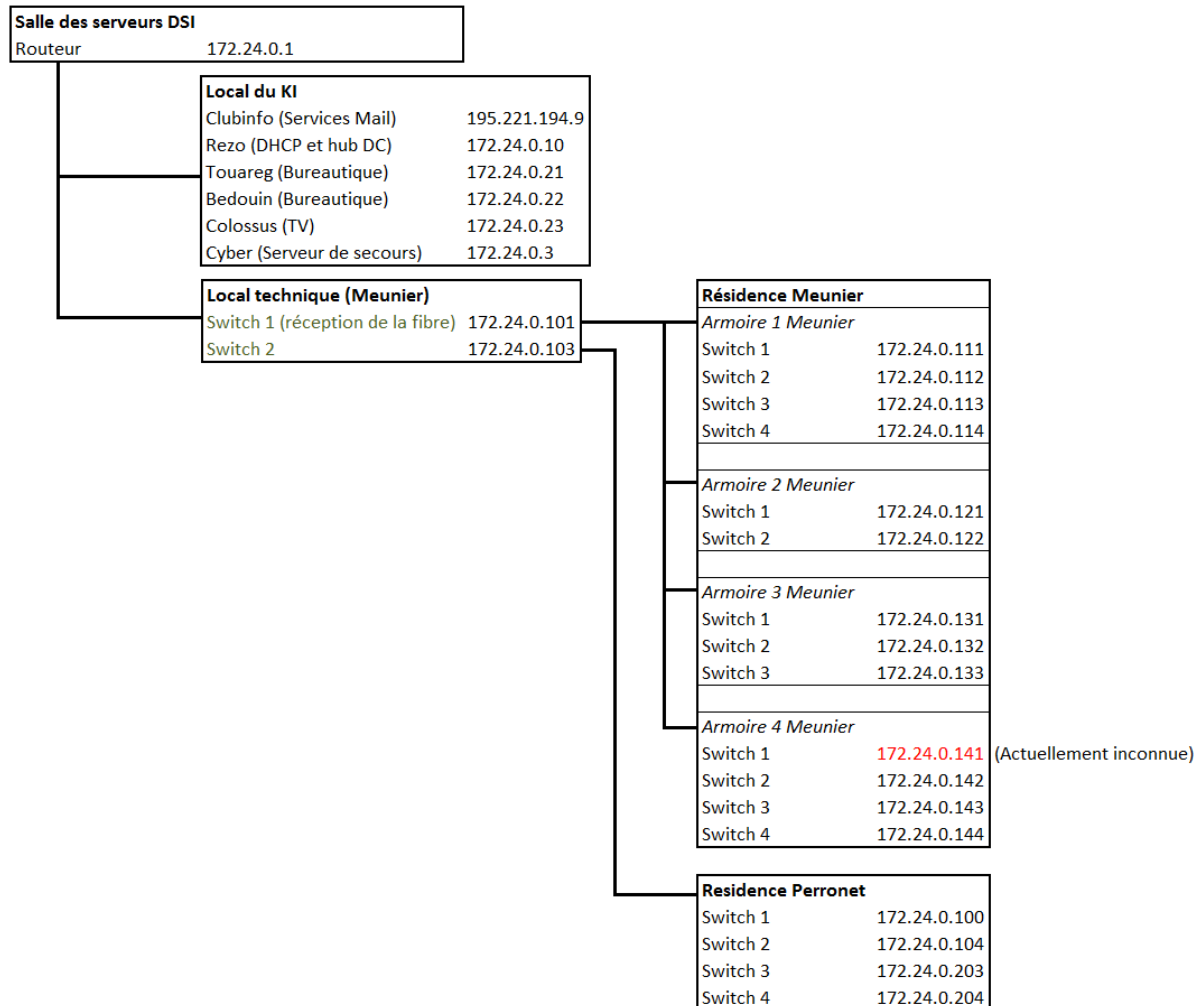 Salle des serveurs DSI
Routeur 172.24.0.1
Local du KI
Clubinfo (Services Mail) 195.221.194.9
Rezo (DHCP et hub DC) 172.24.0.10
Touareg (Bureautique) 172.24.0.21
Bedouin (Bureautique) 172.24.0.22
Colossus (TV) 172.24.0.23
Cyber (Serveur de secours) 172.24.0.3
Local technique (Meunier)
Switch 1 (réception de la fibre) 172.24.0.101
Switch 2 172.24.0.103
Résidence Meunier
Armoire 1 Meunier
Switch 1 172.24.0.111
Switch 2 172.24.0.112
Switch 3 172.24.0.113
Switch 4 172.24.0.114
Armoire 2 Meunier
Switch 1 172.24.0.121
Switch 2 172.24.0.122
Armoire 3 Meunier
Switch 1 172.24.0.131
Switch 2 172.24.0.132
Switch 3 172.24.0.133
Armoire 4 Meunier
Switch 1 172.24.0.141 (Actuellement inconnue)
Switch 2 172.24.0.142
Switch 3 172.24.0.143
Switch 4 172.24.0.144
Residence Perronet
Switch 1 172.24.0.100
Switch 2 172.24.0.104
Switch 3 172.24.0.203
Switch 4 172.24.0.204